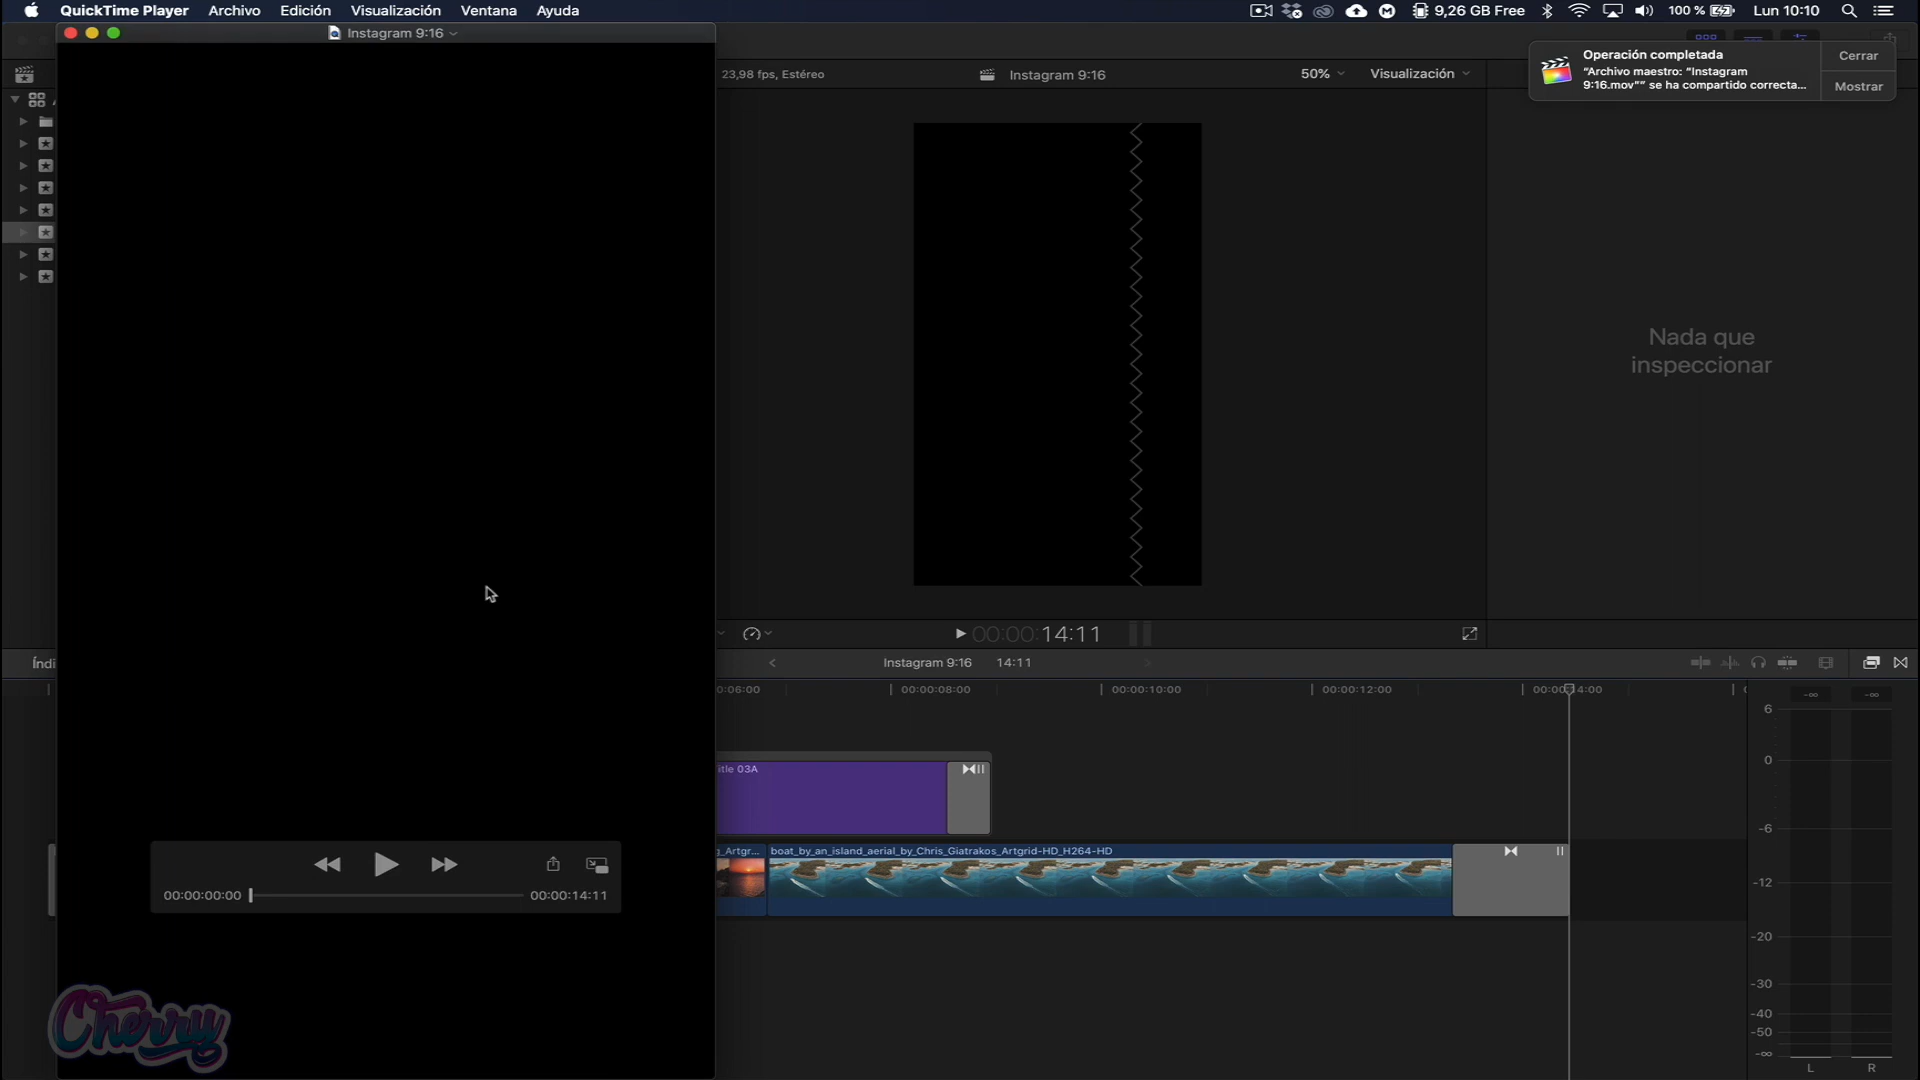 QuickTime Player Archivo Edición Visualización Ventana Ayuda
9,26 GB Free 100 % Lun 10:10
Instagram 9:16
23,98 fps, Estéreo
Instagram 9:16
50% Visualización
Operación completada
“Archivo maestro: “Instagram
9:16.mov”” se ha compartido correcta...
Cerrar
Mostrar
Nada que
inspeccionar
00:00:14:11
Índi
Instagram 9:16 14:11
0:06:00 00:00:08:00 00:00:10:00 00:00:12:00 00:00:14:00
-∞ -∞
6
0
-6
-12
-20
-30
-40
-50
-∞
L R
itle 03A
g_Artgr...
boat_by_an_island_aerial_by_Chris_Giatrakos_Artgrid-HD_H264-HD
00:00:00:00 00:00:14:11
Cherry